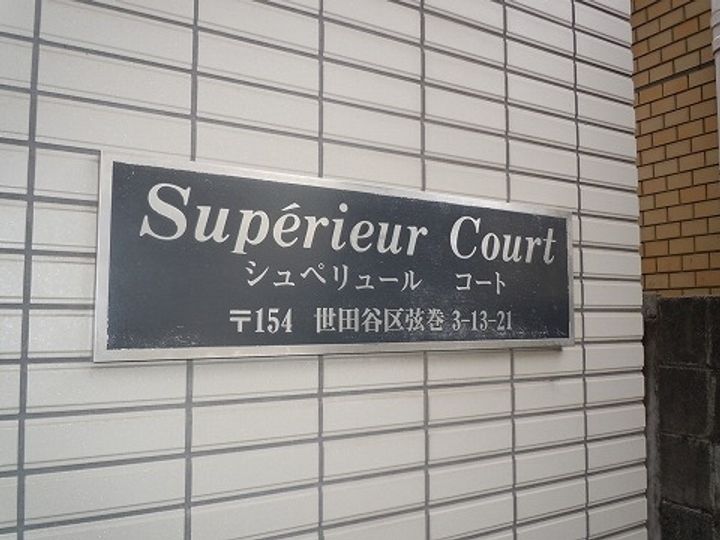 Supérieur Court
シュペリュール コート
〒154 世田谷区弦巻 3-13-21